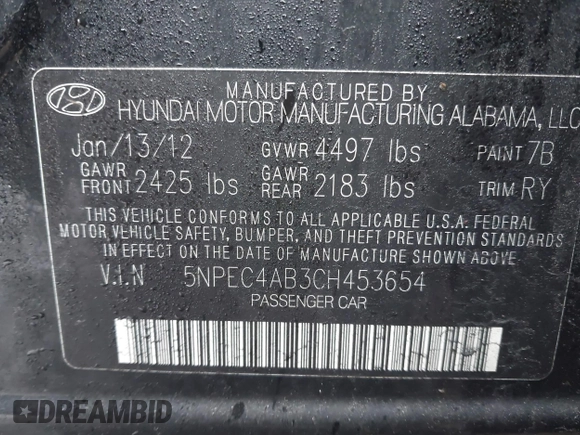 MANUFACTURED BY
HYUNDAI MOTOR MANUFACTURING ALABAMA, LLC
Jan/13/12 GVWR 4497 lbs PAINT 7B
GAWR FRONT 2425 lbs GAWR REAR 2183 lbs TRIM RY
THIS VEHICLE CONFORMS TO ALL APPLICABLE U.S.A. FEDERAL
MOTOR VEHICLE SAFETY, BUMPER, AND THEFT PREVENTION STANDARDS
IN EFFECT ON THE DATE OF MANUFACTURE SHOWN ABOVE.
V.I.N 5NPEC4AB3CH453654
PASSENGER CAR
DREAMBID